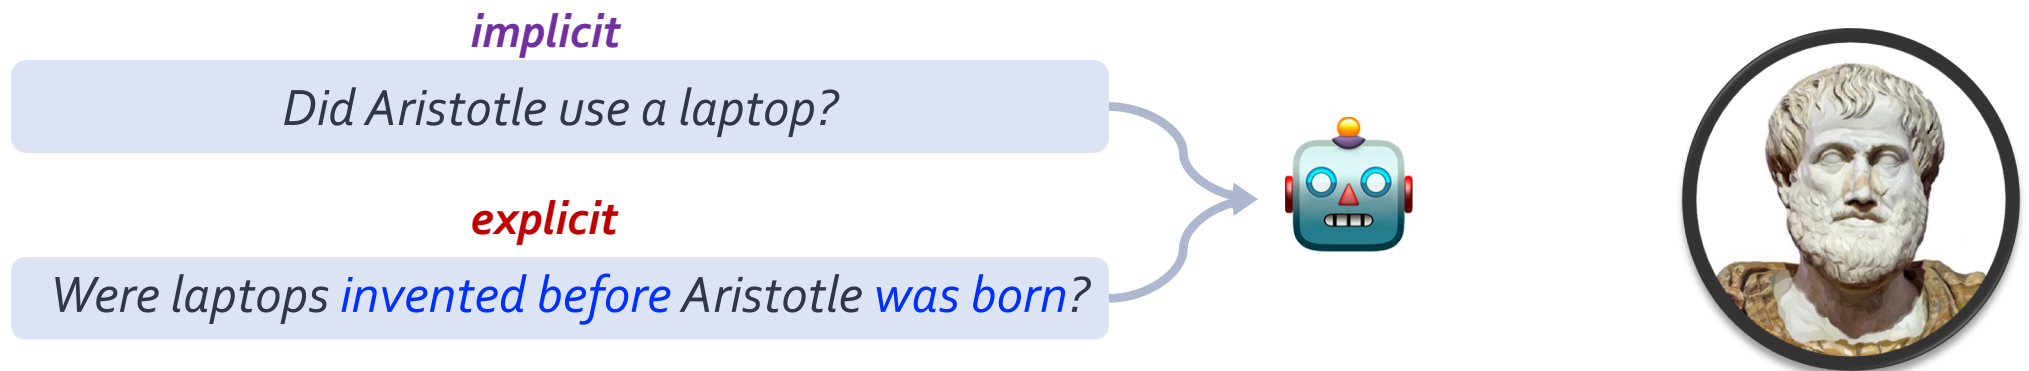 implicit
Did Aristotle use a laptop?
explicit
Were laptops invented before Aristotle was born?